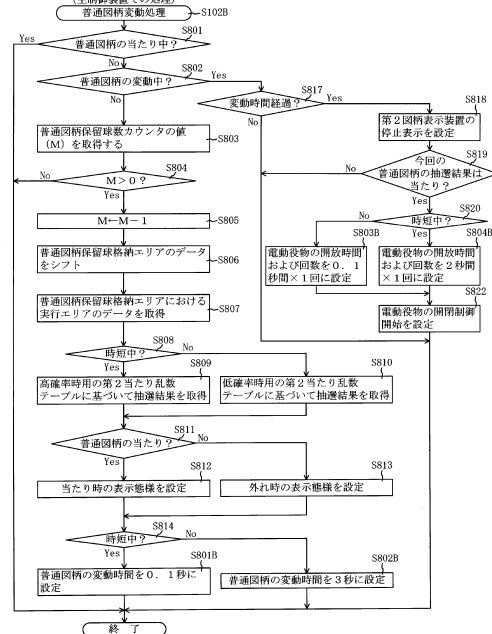 (主制御装置での処理)
普通図柄変動処理
S102B
普通図柄の当たり中?
S801
Yes
No
普通図柄の変動中?
S802
Yes
No
普通図柄保留球数カウンタの値
(M)を取得する
S803
M>0?
S804
No
Yes
M←M-1
S805
普通図柄保留球格納エリアのデータ
をシフト
S806
普通図柄保留球格納エリアにおける
実行エリアのデータを取得
S807
時短中?
S808
No
Yes
高確率時用の第2当たり乱数
テーブルに基づいて抽選結果を取得
S809
低確率時用の第2当たり乱数
テーブルに基づいて抽選結果を取得
S810
普通図柄の当たり?
S811
No
Yes
当たり時の表示態様を設定
S812
外れ時の表示態様を設定
S813
時短中?
S814
No
Yes
普通図柄の変動時間を0.1秒に
設定
S801B
普通図柄の変動時間を3秒に設定
S802B
終 了
変動時間経過?
S817
Yes
No
第2図柄表示装置の
停止表示を設定
S818
今回の
普通図柄の抽選結果は
当たり?
S819
No
Yes
時短中?
S820
No
Yes
電動役物の開放時間
および回数を0.1
秒間×1回に設定
S803B
電動役物の開放時間
および回数を2秒間
×1回に設定
S804B
電動役物の開閉制御
開始を設定
S822